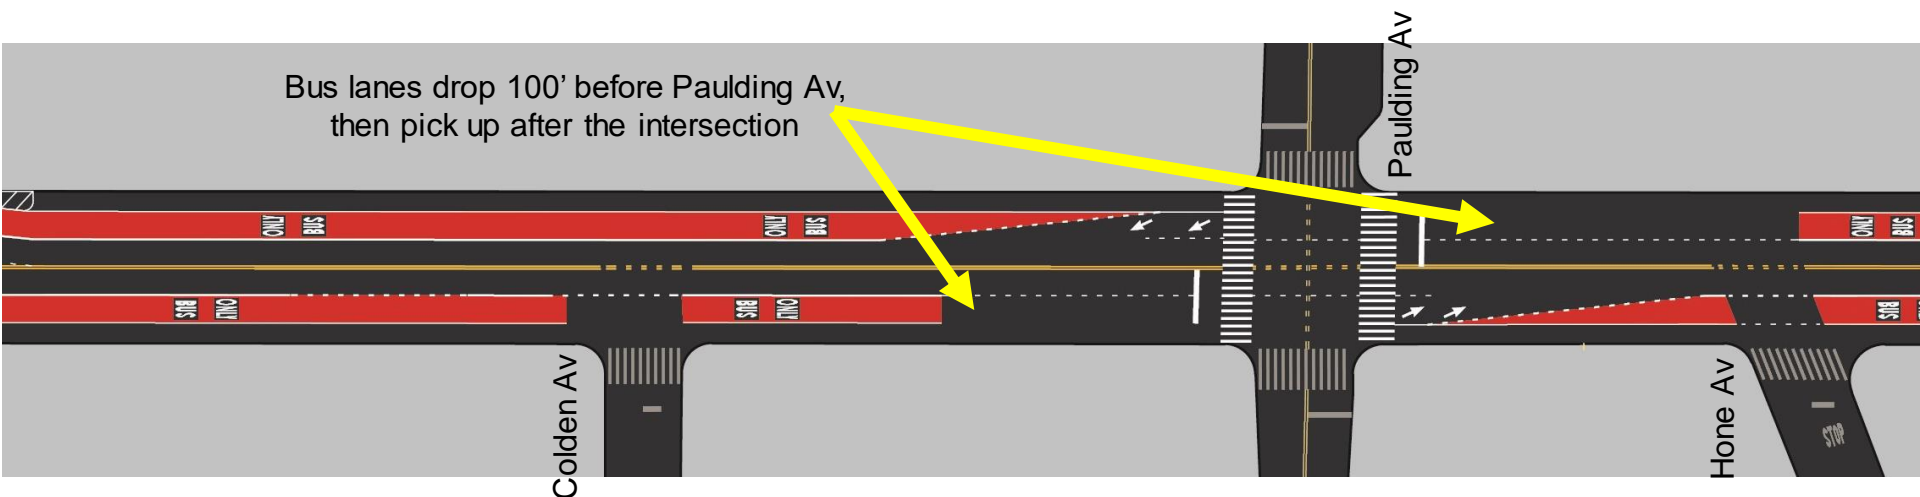 Bus lanes drop 100’ before Paulding Av,
then pick up after the intersection
Paulding Av
ONLY BUS
ONLY BUS
ONLY BUS
BUS ONLY
BUS ONLY
BUS
Colden Av
Hone Av
STOP